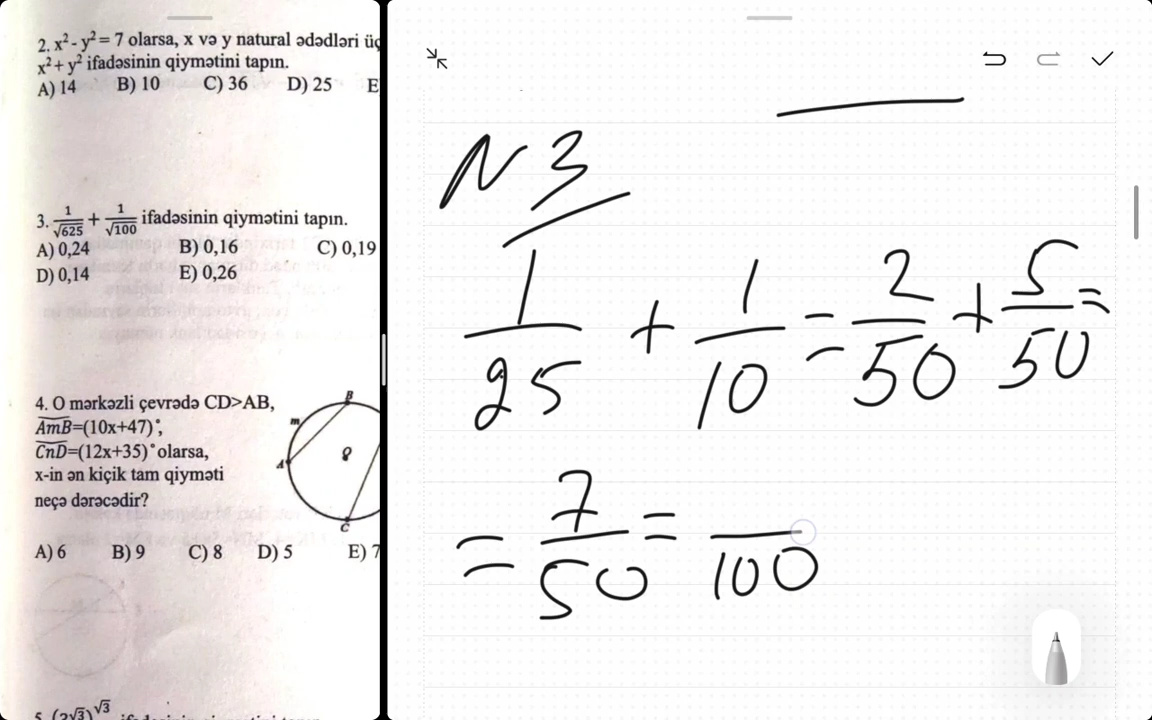 2. x² - y² = 7 olarsa, x və y natural ədədləri
x² + y² ifadəsinin qiymətini tapın.
A) 14 B) 10 C) 36 D) 25 E
3. 1/√625 + 1/√100 ifadəsinin qiymətini tapın.
A) 0,24 B) 0,16 C) 0,19
D) 0,14 E) 0,26
4. O mərkəzli çevrədə CD>AB,
AmB=(10x+47)°,
CnD=(12x+35)° olarsa,
x-in ən kiçik tam qiyməti
neçə dərəcədir?
A) 6 B) 9 C) 8 D) 5 E) 7
m
B
A
C
N 3
1/25 + 1/10 = 2/50 + 5/50 =
= 7/50 = /100